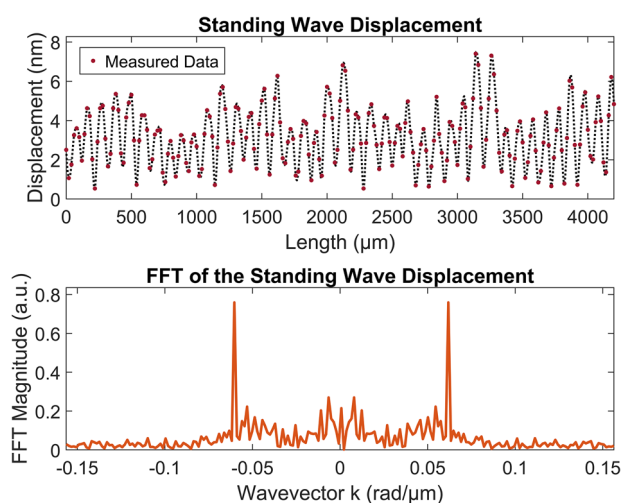 Standing Wave Displacement
Displacement (nm)
8
6
4
2
0
Measured Data
0 500 1000 1500 2000 2500 3000 3500 4000
Length (µm)
FFT of the Standing Wave Displacement
FFT Magnitude (a.u.)
0.8
0.6
0.4
0.2
0
-0.15 -0.1 -0.05 0 0.05 0.1 0.15
Wavevector k (rad/µm)